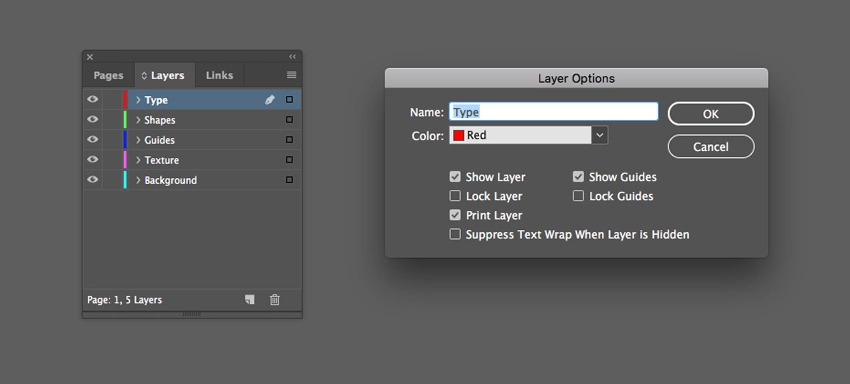 Pages Layers Links
Type
Shapes
Guides
Texture
Background
Page: 1, 5 Layers
Layer Options
Name: Type
OK
Color: Red
Cancel
Show Layer Show Guides
Lock Layer Lock Guides
Print Layer
Suppress Text Wrap When Layer is Hidden